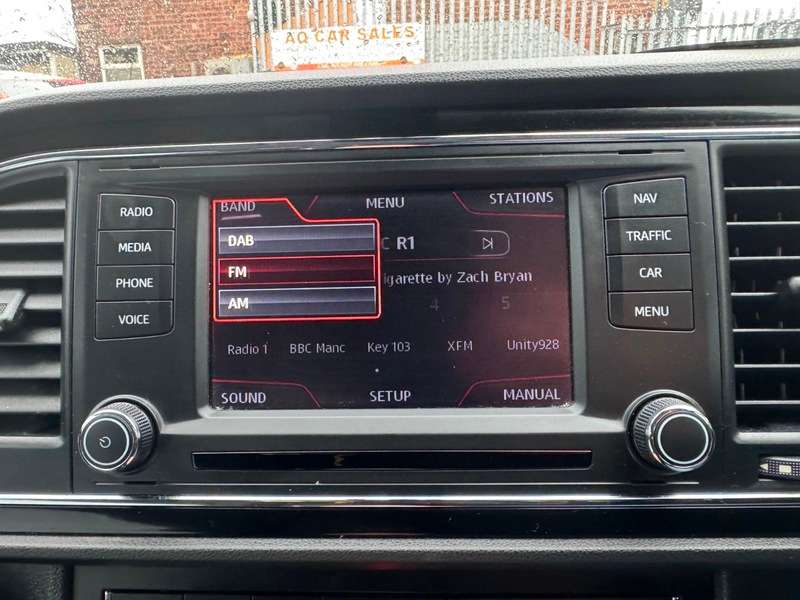 AO CAR SALES
RADIO
MEDIA
PHONE
VOICE
BAND
MENU
STATIONS
DAB
FM
AM
C R1
igarette by Zach Bryan
4 5
Radio 1 BBC Manc Key 103 XFM Unity928
SOUND
SETUP
MANUAL
NAV
TRAFFIC
CAR
MENU